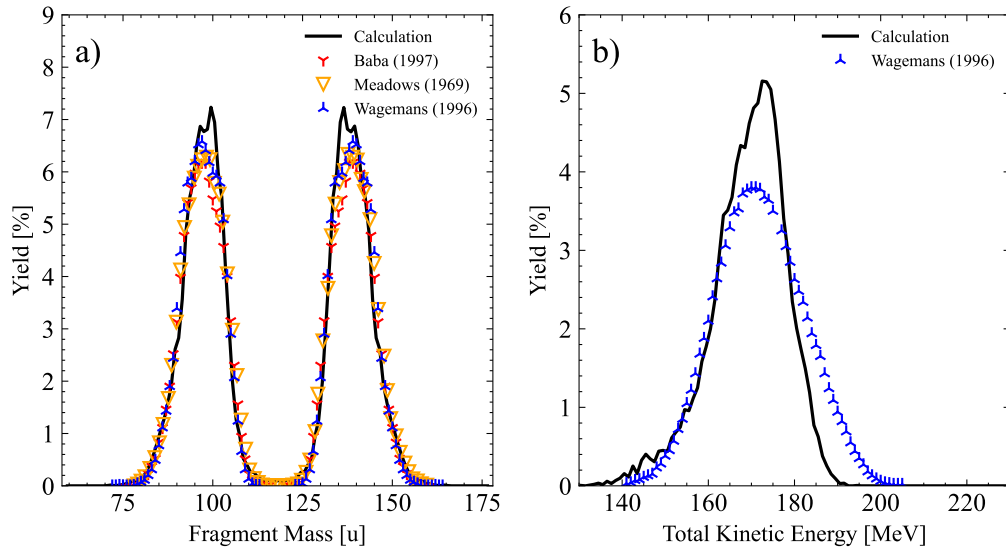 a)
Calculation
Baba (1997)
Meadows (1969)
Wagemans (1996)
9
8
7
6
5
4
3
2
1
0
75
100
125
150
175
Yield [%]
Fragment Mass [u]
b)
Calculation
Wagemans (1996)
6
5
4
3
2
1
0
140
160
180
200
220
Yield [%]
Total Kinetic Energy [MeV]